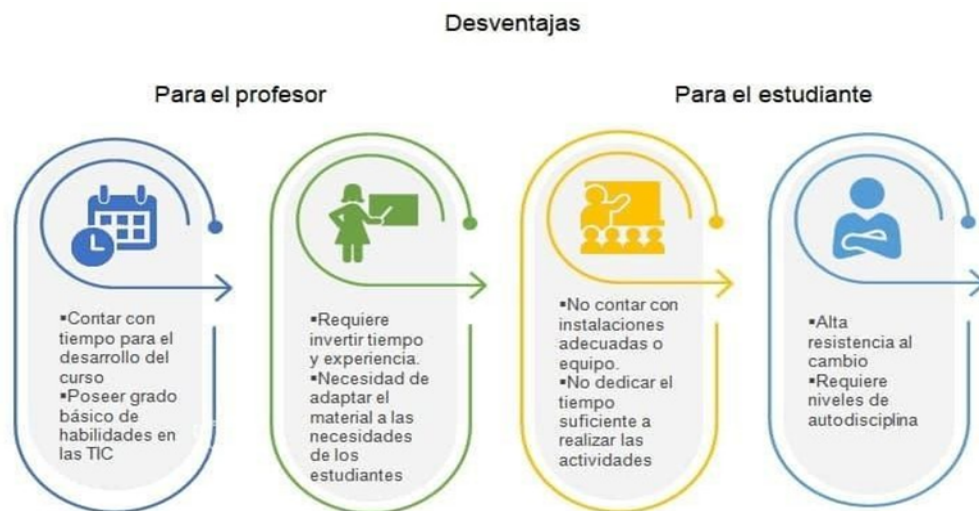 Desventajas
Para el profesor
Para el estudiante
▪Contar con
tiempo para el
desarrollo del
curso
▪Poseer grado
básico de
habilidades en
las TIC
▪Requiere
invertir tiempo
y experiencia.
▪Necesidad de
adaptar el
material a las
necesidades
de los
estudiantes
▪No contar con
instalaciones
adecuadas o
equipo.
▪No dedicar el
tiempo
suficiente a
realizar las
actividades
▪Alta
resistencia al
cambio
▪Requiere
niveles de
autodisciplina